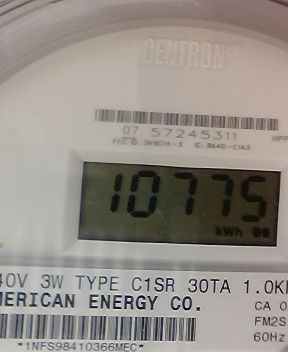 CENTRON®
07 57245311
10775
kWh
40V 3W TYPE C1SR 30TA 1.0K
MERICAN ENERGY CO.
CA 0
FM2S
60Hz
*1NFS98410366MEC*